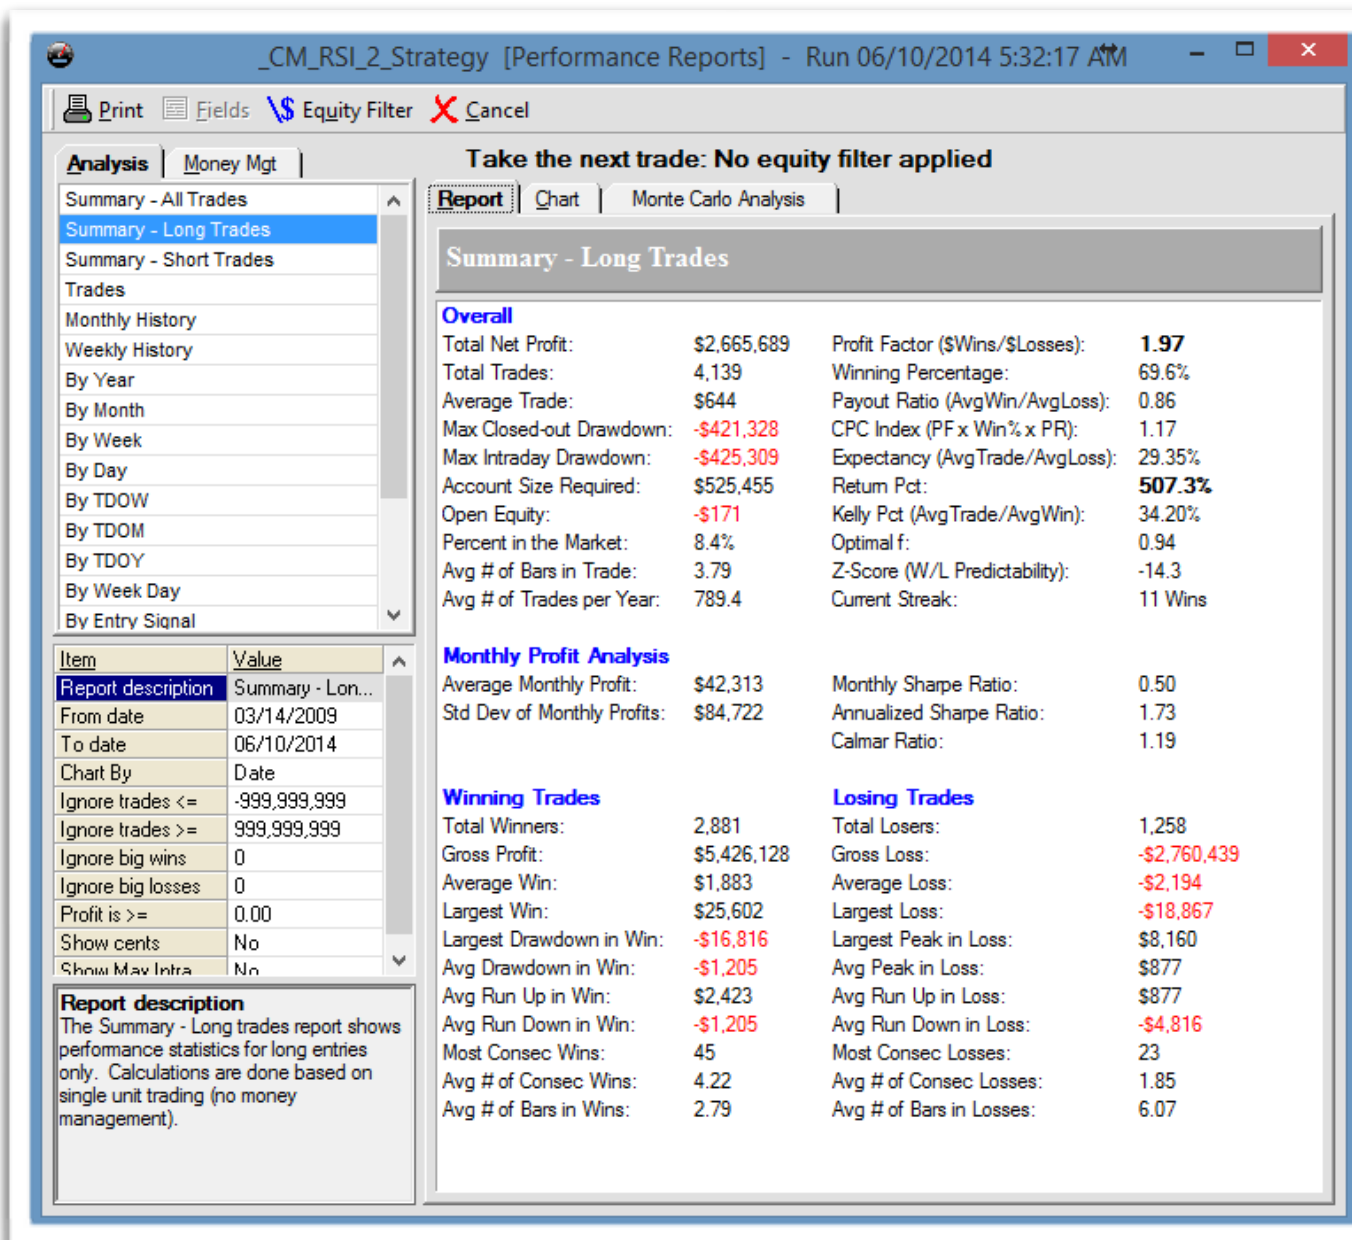 _CM_RSI_2_Strategy [Performance Reports] - Run 06/10/2014 5:32:17 AM
Print Fields Equity Filter Cancel
Analysis Money Mgt
Take the next trade: No equity filter applied
Summary - All Trades
Summary - Long Trades
Summary - Short Trades
Trades
Monthly History
Weekly History
By Year
By Month
By Week
By Day
By TDOW
By TDOM
By TDOY
By Week Day
By Entry Signal
Item Value
Report description Summary - Lon...
From date 03/14/2009
To date 06/10/2014
Chart By Date
Ignore trades <= -999,999,999
Ignore trades >= 999,999,999
Ignore big wins 0
Ignore big losses 0
Profit is >= 0.00
Show cents No
Show Max Intra No
Report description
The Summary - Long trades report shows
performance statistics for long entries
only. Calculations are done based on
single unit trading (no money
management).
Report Chart Monte Carlo Analysis
Summary - Long Trades
Overall
Total Net Profit: $2,665,689 Profit Factor ($Wins/$Losses): 1.97
Total Trades: 4,139 Winning Percentage: 69.6%
Average Trade: $644 Payout Ratio (AvgWin/AvgLoss): 0.86
Max Closed-out Drawdown: -$421,328 CPC Index (PF x Win% x PR): 1.17
Max Intraday Drawdown: -$425,309 Expectancy (AvgTrade/AvgLoss): 29.35%
Account Size Required: $525,455 Return Pct: 507.3%
Open Equity: -$171 Kelly Pct (AvgTrade/AvgWin): 34.20%
Percent in the Market: 8.4% Optimal f: 0.94
Avg # of Bars in Trade: 3.79 Z-Score (W/L Predictability): -14.3
Avg # of Trades per Year: 789.4 Current Streak: 11 Wins
Monthly Profit Analysis
Average Monthly Profit: $42,313 Monthly Sharpe Ratio: 0.50
Std Dev of Monthly Profits: $84,722 Annualized Sharpe Ratio: 1.73
Calmar Ratio: 1.19
Winning Trades Losing Trades
Total Winners: 2,881 Total Losers: 1,258
Gross Profit: $5,426,128 Gross Loss: -$2,760,439
Average Win: $1,883 Average Loss: -$2,194
Largest Win: $25,602 Largest Loss: -$18,867
Largest Drawdown in Win: -$16,816 Largest Peak in Loss: $8,160
Avg Drawdown in Win: -$1,205 Avg Peak in Loss: $877
Avg Run Up in Win: $2,423 Avg Run Up in Loss: $877
Avg Run Down in Win: -$1,205 Avg Run Down in Loss: -$4,816
Most Consec Wins: 45 Most Consec Losses: 23
Avg # of Consec Wins: 4.22 Avg # of Consec Losses: 1.85
Avg # of Bars in Wins: 2.79 Avg # of Bars in Losses: 6.07